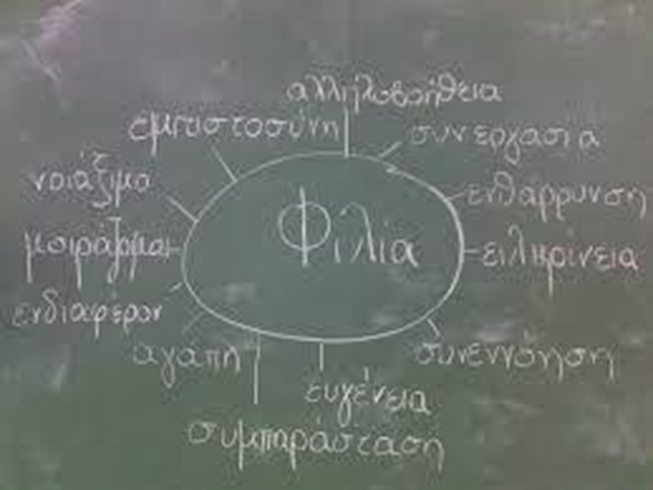 αλληλοβοήθεια
εμπιστοσύνη
συνεργασία
νοιάξιμο
ενθάρρυνση
Φιλία
μοιράζομαι
ειλικρίνεια
ενδιαφέρον
αγάπη
συνεννόηση
ευγένεια
συμπαράσταση